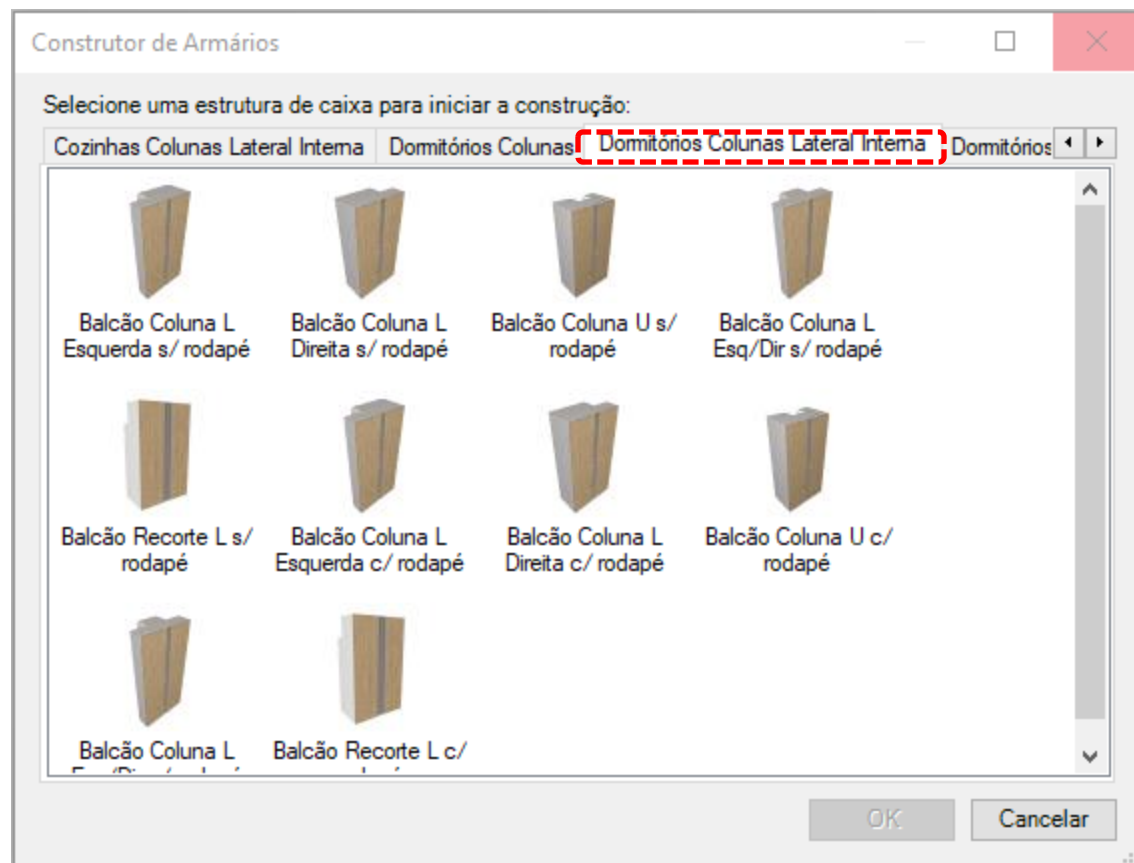 Construtor de Armários
Selecione uma estrutura de caixa para iniciar a construção:
Cozinhas Colunas Lateral Interna Dormitórios Colunas Dormitórios Colunas Lateral Interna Dormitórios
Balcão Coluna L Balcão Coluna L Balcão Coluna U s/ Balcão Coluna L
Esquerda s/ rodapé Direita s/ rodapé rodapé Esq/Dir s/ rodapé
Balcão Recorte L s/ Balcão Coluna L Balcão Coluna L Balcão Coluna U c/
rodapé Esquerda c/ rodapé Direita c/ rodapé rodapé
Balcão Coluna L Balcão Recorte L c/
OK Cancelar